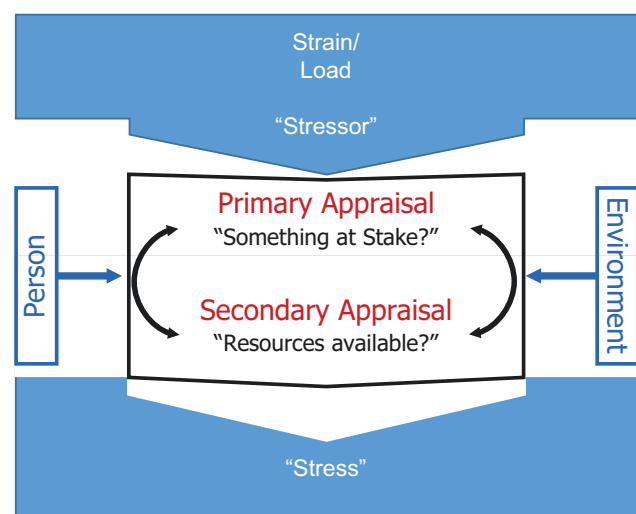 Strain/
Load
“Stressor”
Primary Appraisal
“Something at Stake?”
Person
Environment
Secondary Appraisal
“Resources available?”
“Stress”